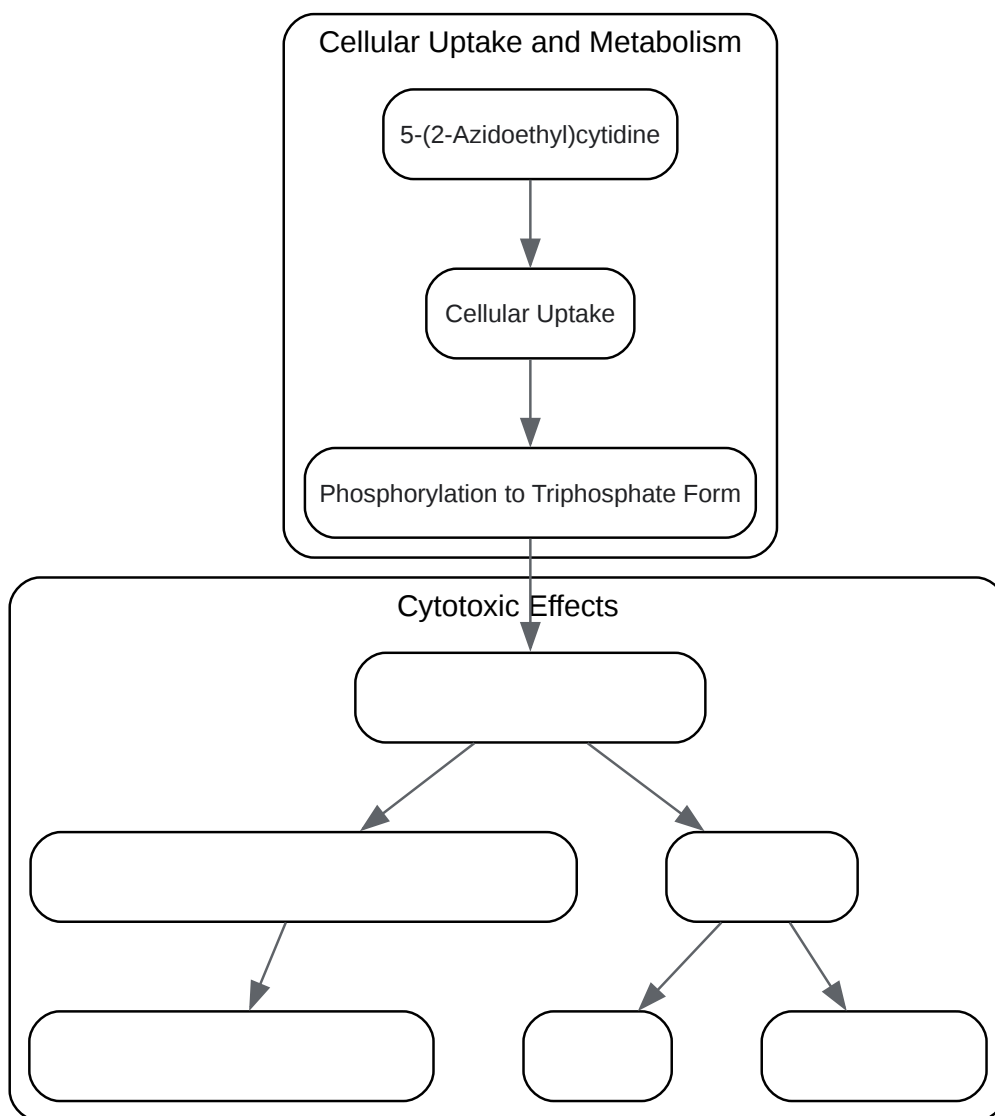 Cellular Uptake and Metabolism
5-(2-Azidoethyl)cytidine
Cellular Uptake
Phosphorylation to Triphosphate Form
Cytotoxic Effects